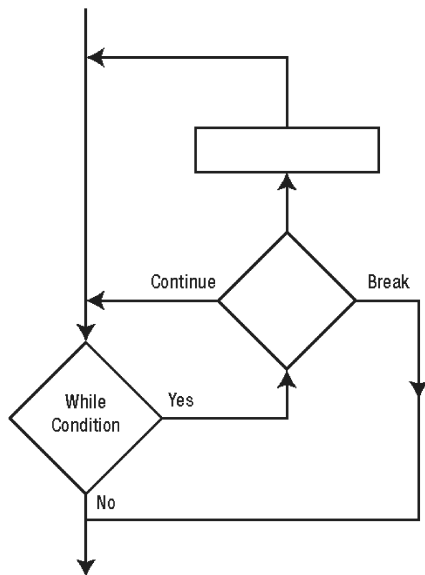 Continue
Break
While
Condition
Yes
No